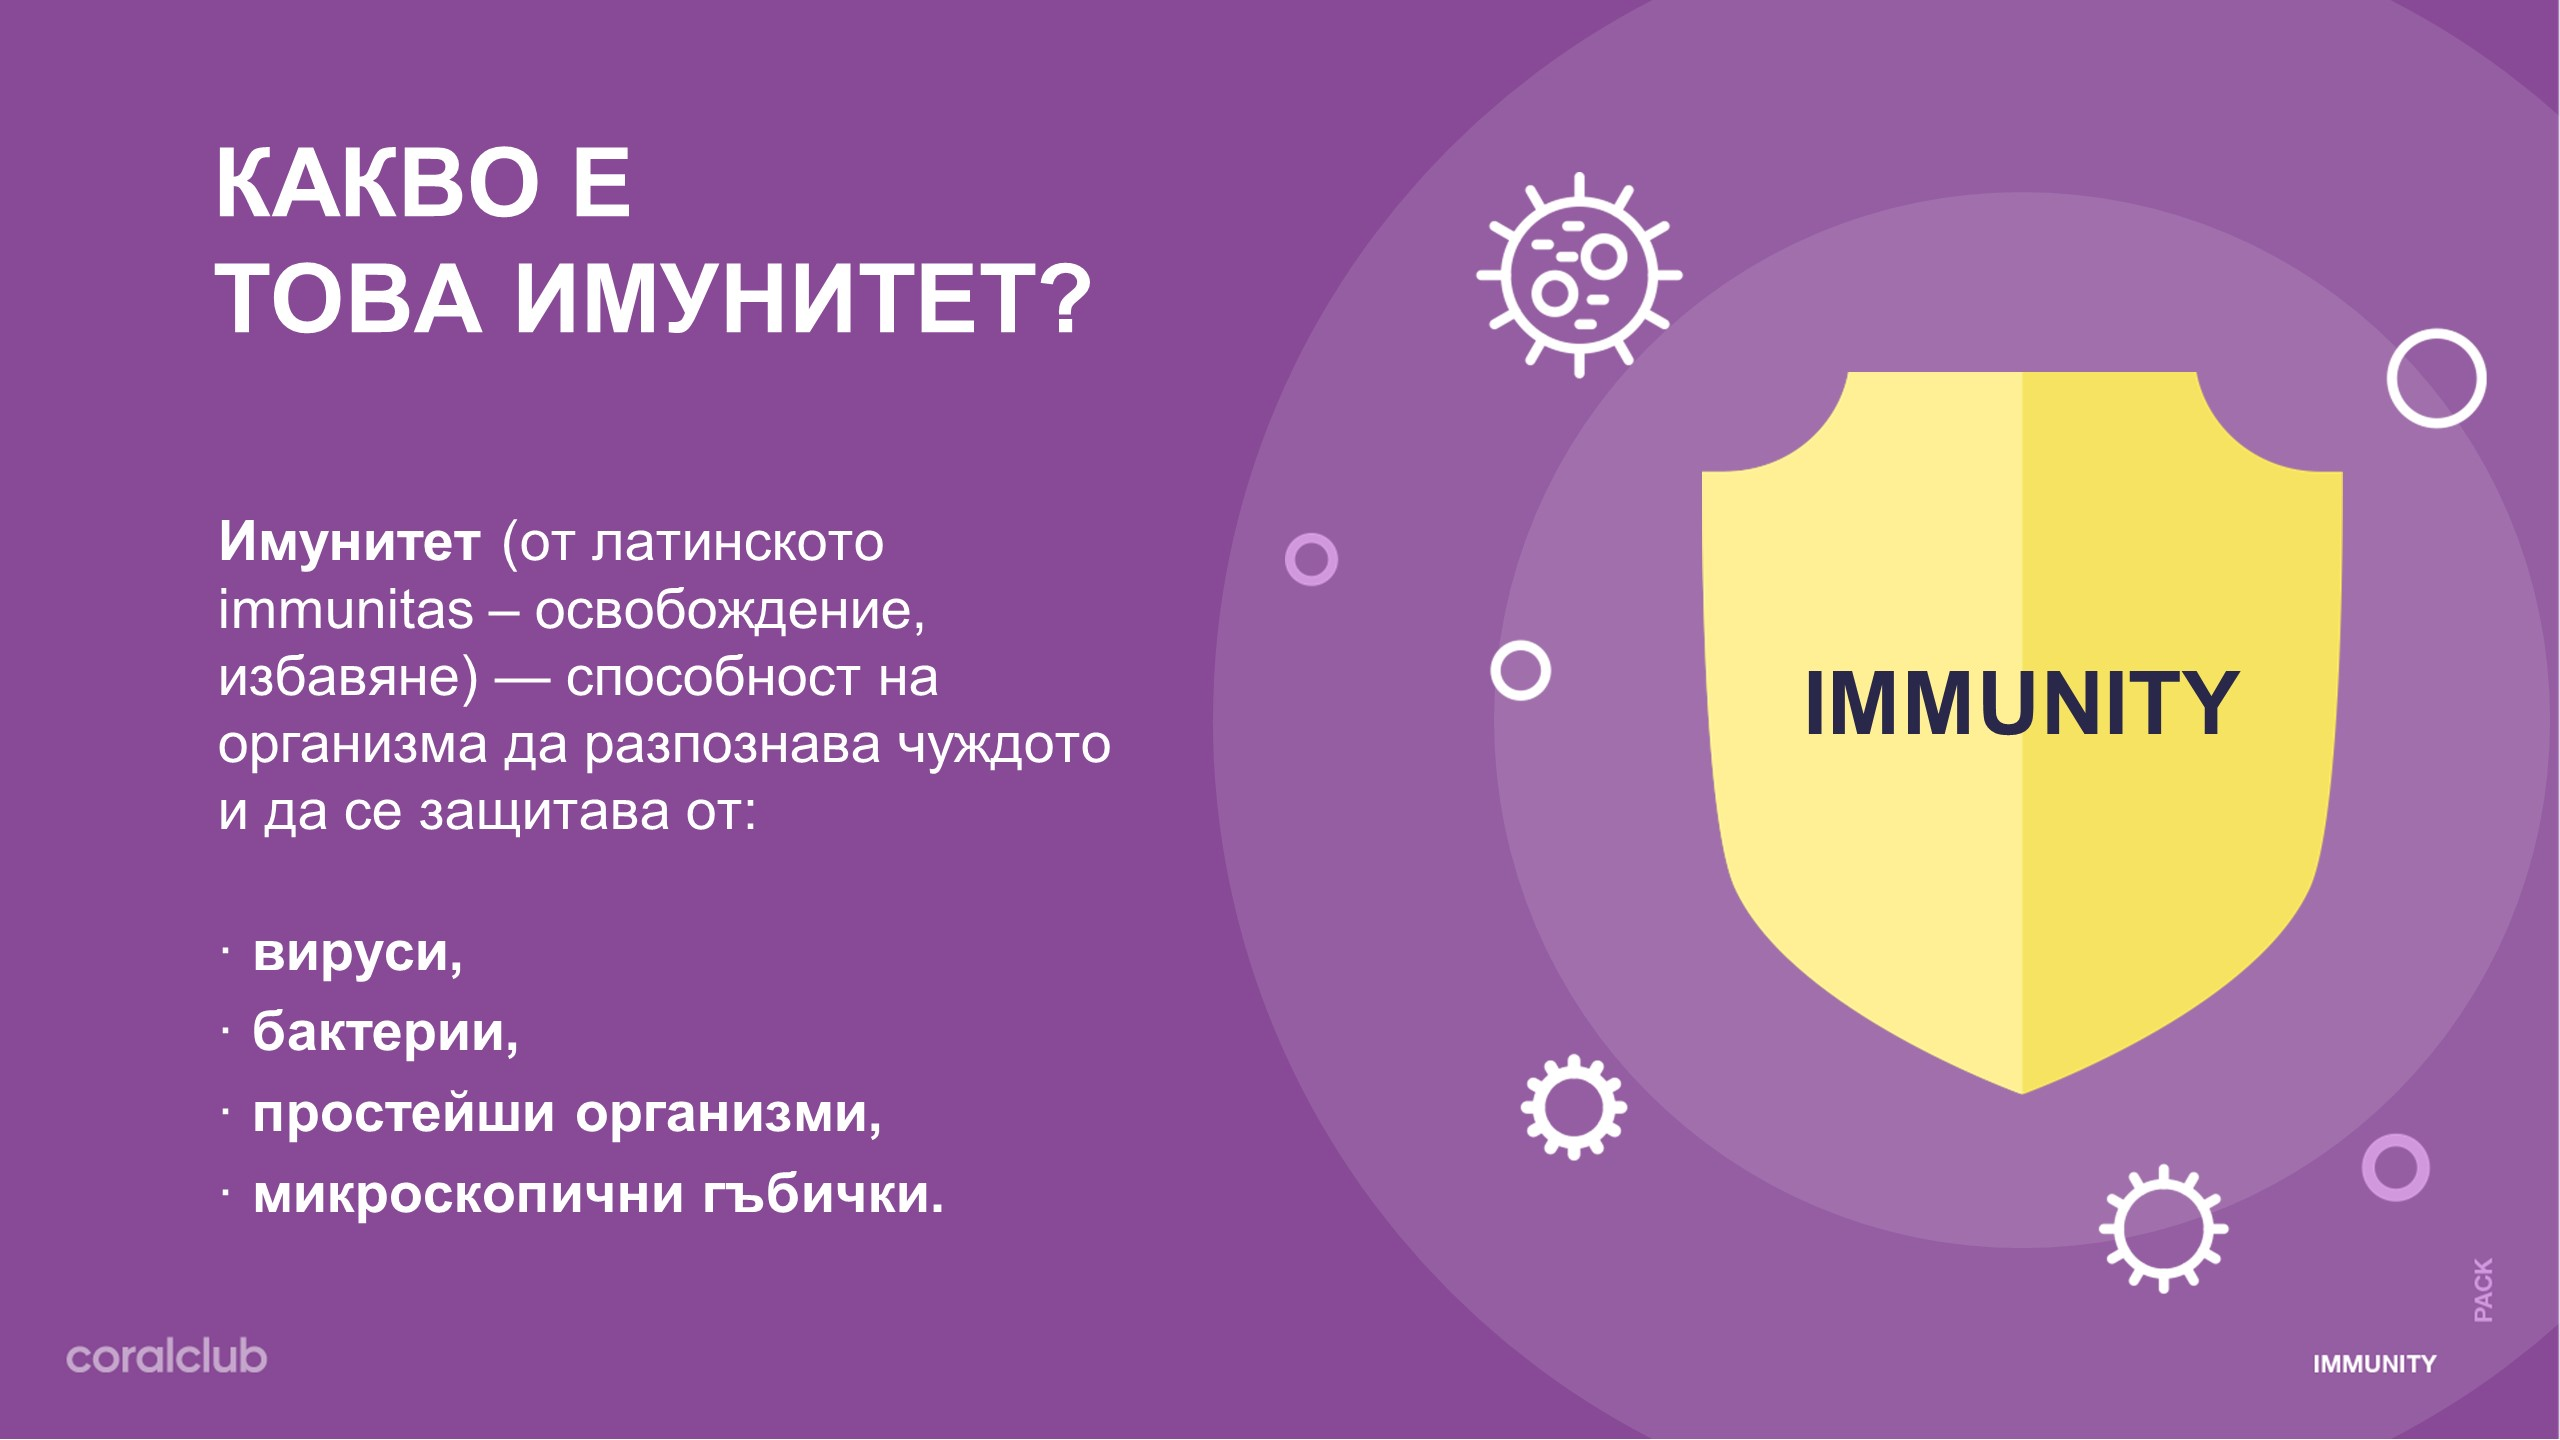 КАКВО Е
ТОВА ИМУНИТЕТ?
Имунитет (от латинското
immunitas – освобождение,
избавяне) — способност на
организма да разпознава чуждото
и да се защитава от:
· вируси,
· бактерии,
· простейши организми,
· микроскопични гъбички.
IMMUNITY
coralclub
IMMUNITY
PACK